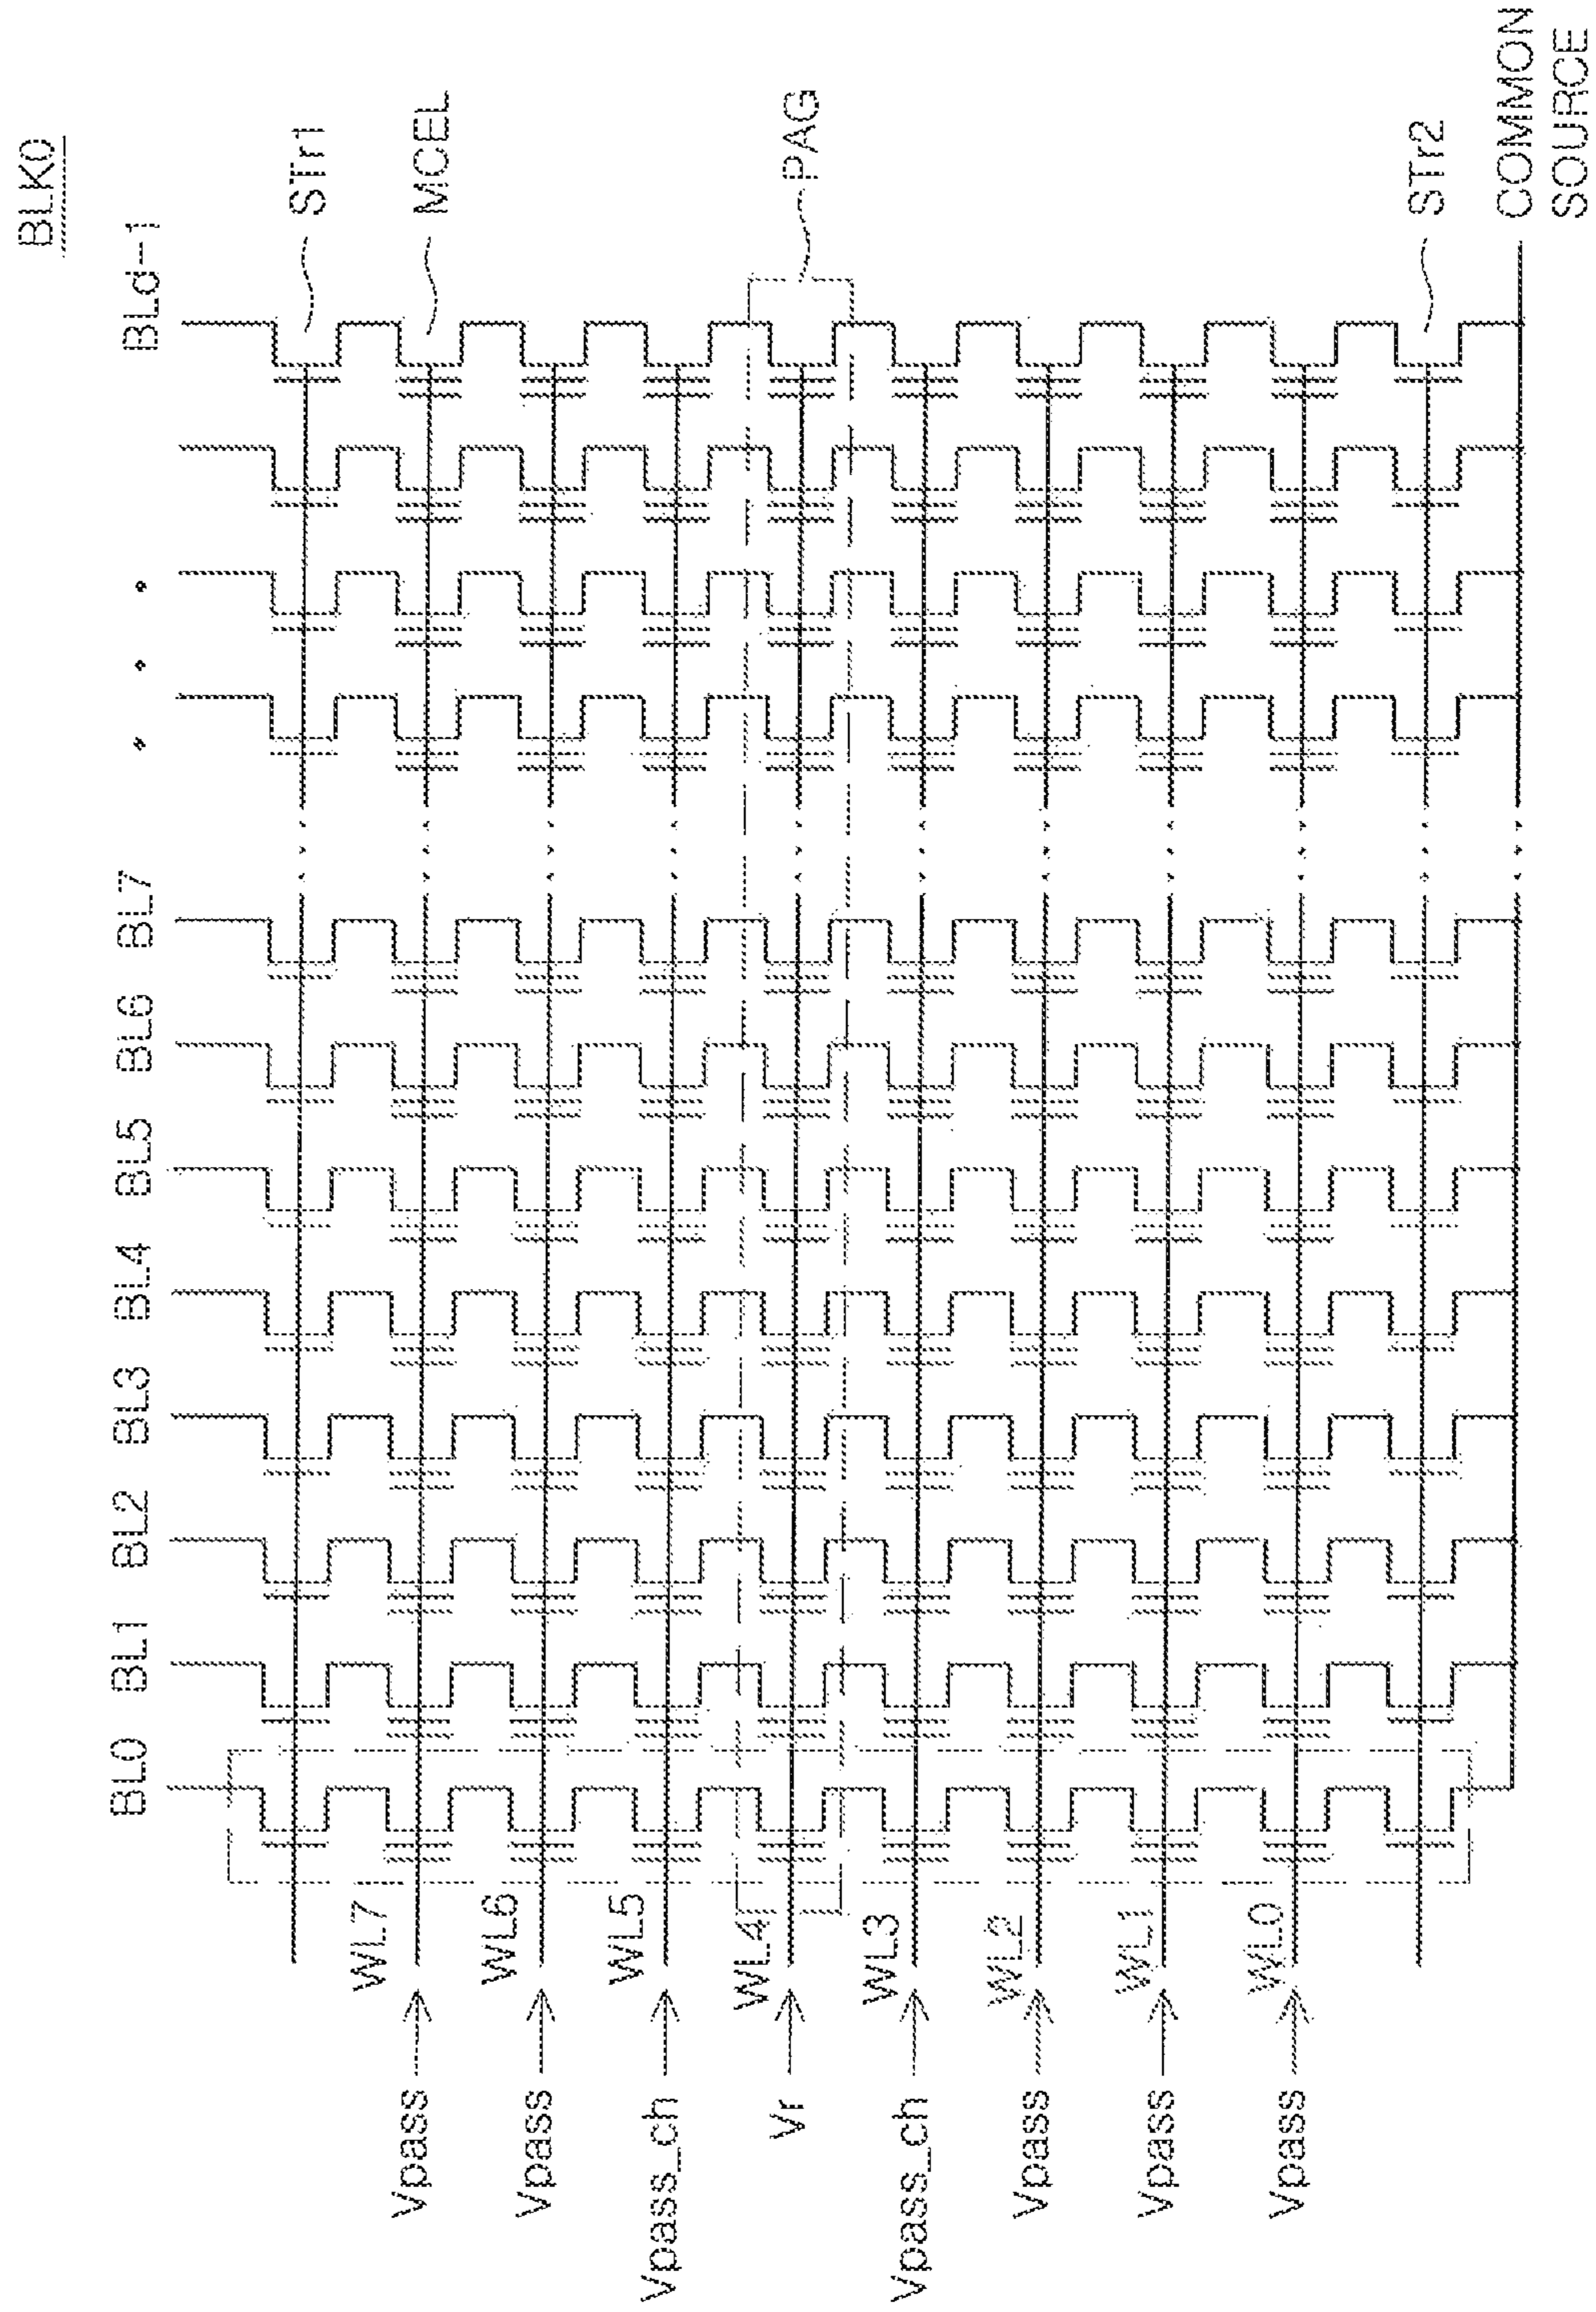 BLK0
BL0
BL1
BL2
BL3
BL4
BL5
BL6
BL7
BLd-1
STr1
MCEL
PAG
STr2
COMMON
SOURCE
WL7
WL6
WL5
WL4
WL3
WL2
WL1
WL0
Vpass
Vpass
Vpass_ch
Vr
Vpass_ch
Vpass
Vpass
Vpass